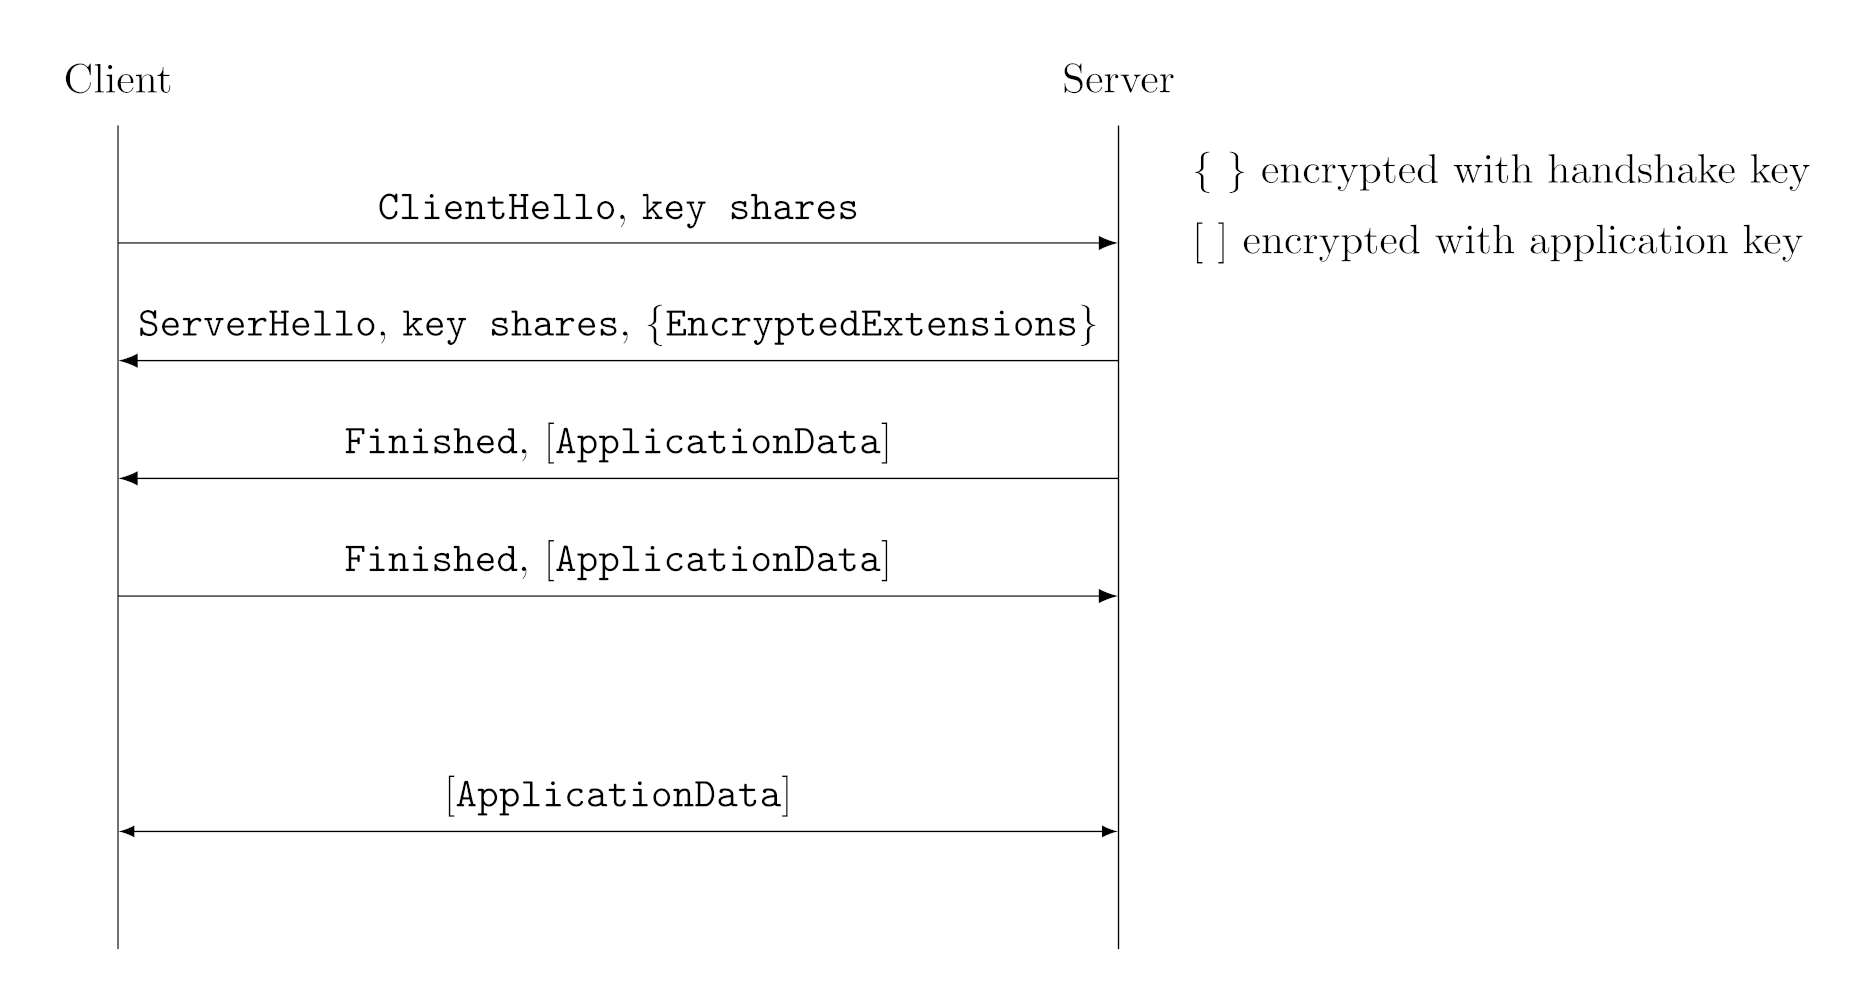 Client
Server
{ } encrypted with handshake key
ClientHello, key shares
[ ] encrypted with application key
ServerHello, key shares, {EncryptedExtensions}
Finished, [ApplicationData]
Finished, [ApplicationData]
[ApplicationData]